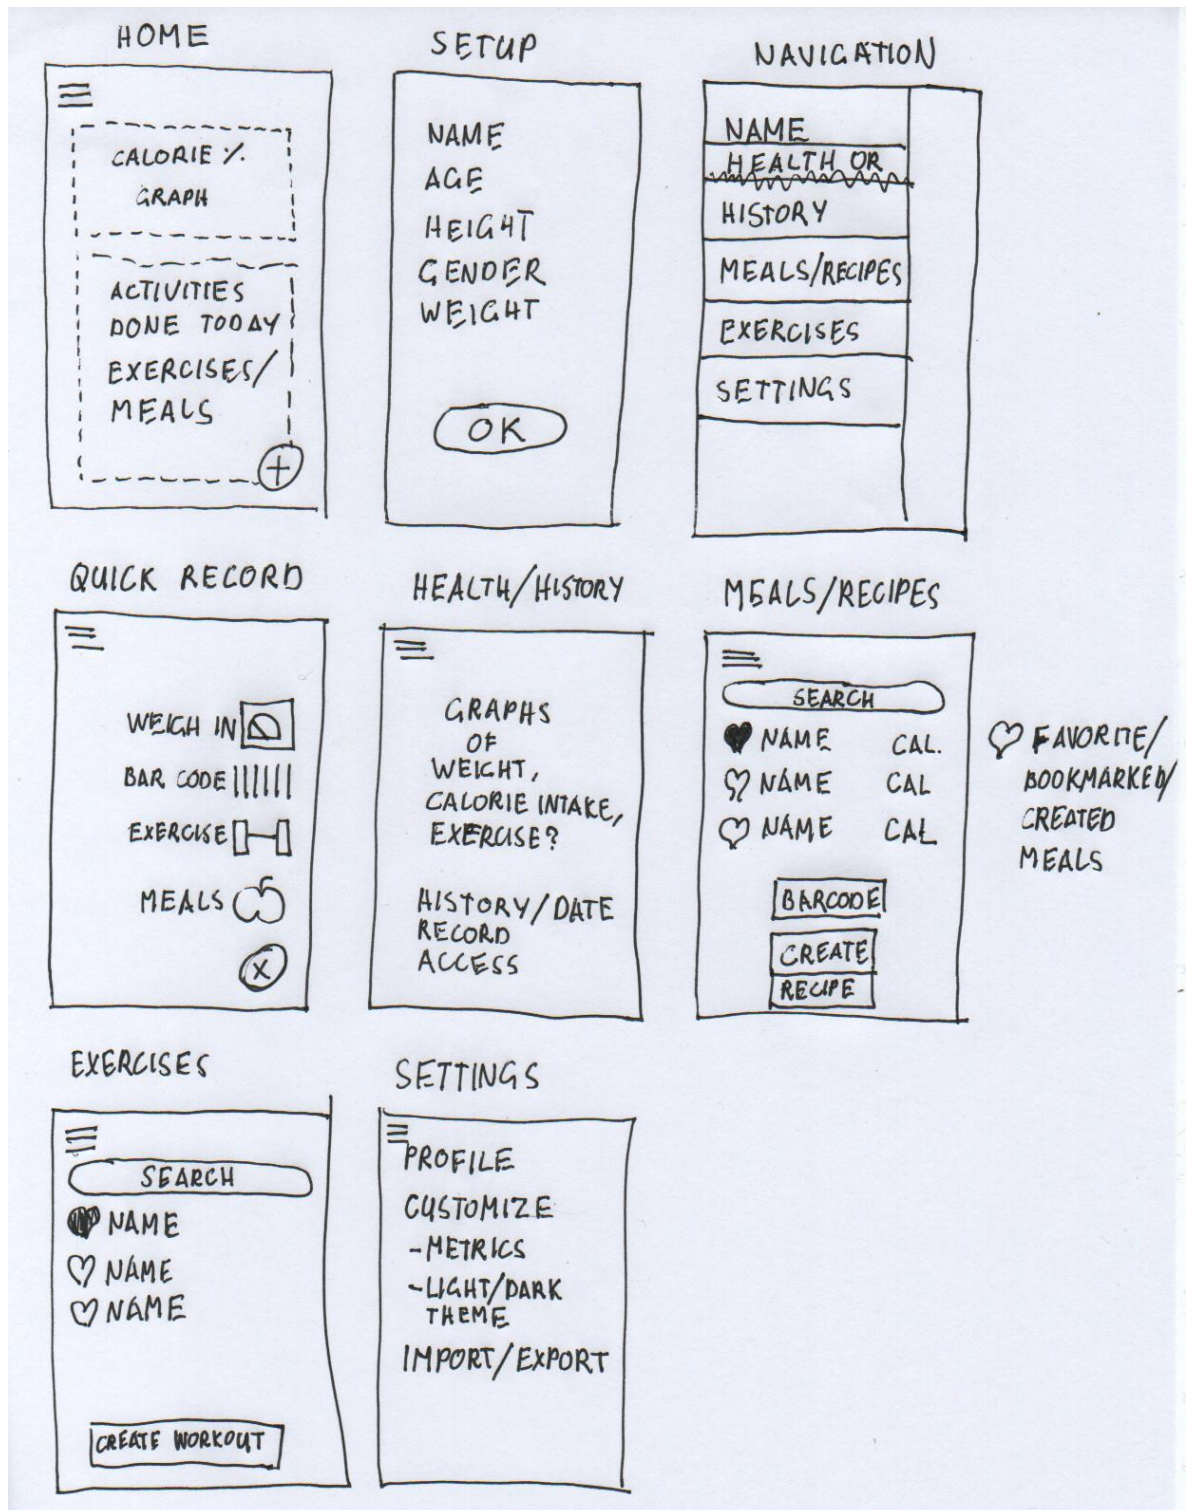 HOME
CALORIE %
GRAPH
ACTIVITIES
DONE TODAY
EXERCISES/
MEALS
+
SETUP
NAME
AGE
HEIGHT
GENDER
WEIGHT
OK
NAVIGATION
NAME
HEALTH OR
HISTORY
MEALS/RECIPES
EXERCISES
SETTINGS
QUICK RECORD
WEIGH IN
BAR CODE
EXERCISE
MEALS
X
HEALTH/HISTORY
GRAPHS
OF
WEIGHT,
CALORIE INTAKE,
EXERCISE?
HISTORY/DATE
RECORD
ACCESS
MEALS/RECIPES
SEARCH
NAME CAL.
NAME CAL
NAME CAL
BARCODE
CREATE
RECIPE
FAVORITE/
BOOKMARKED/
CREATED
MEALS
EXERCISES
SEARCH
NAME
NAME
NAME
CREATE WORKOUT
SETTINGS
PROFILE
CUSTOMIZE
-METRICS
-LIGHT/DARK
THEME
IMPORT/EXPORT